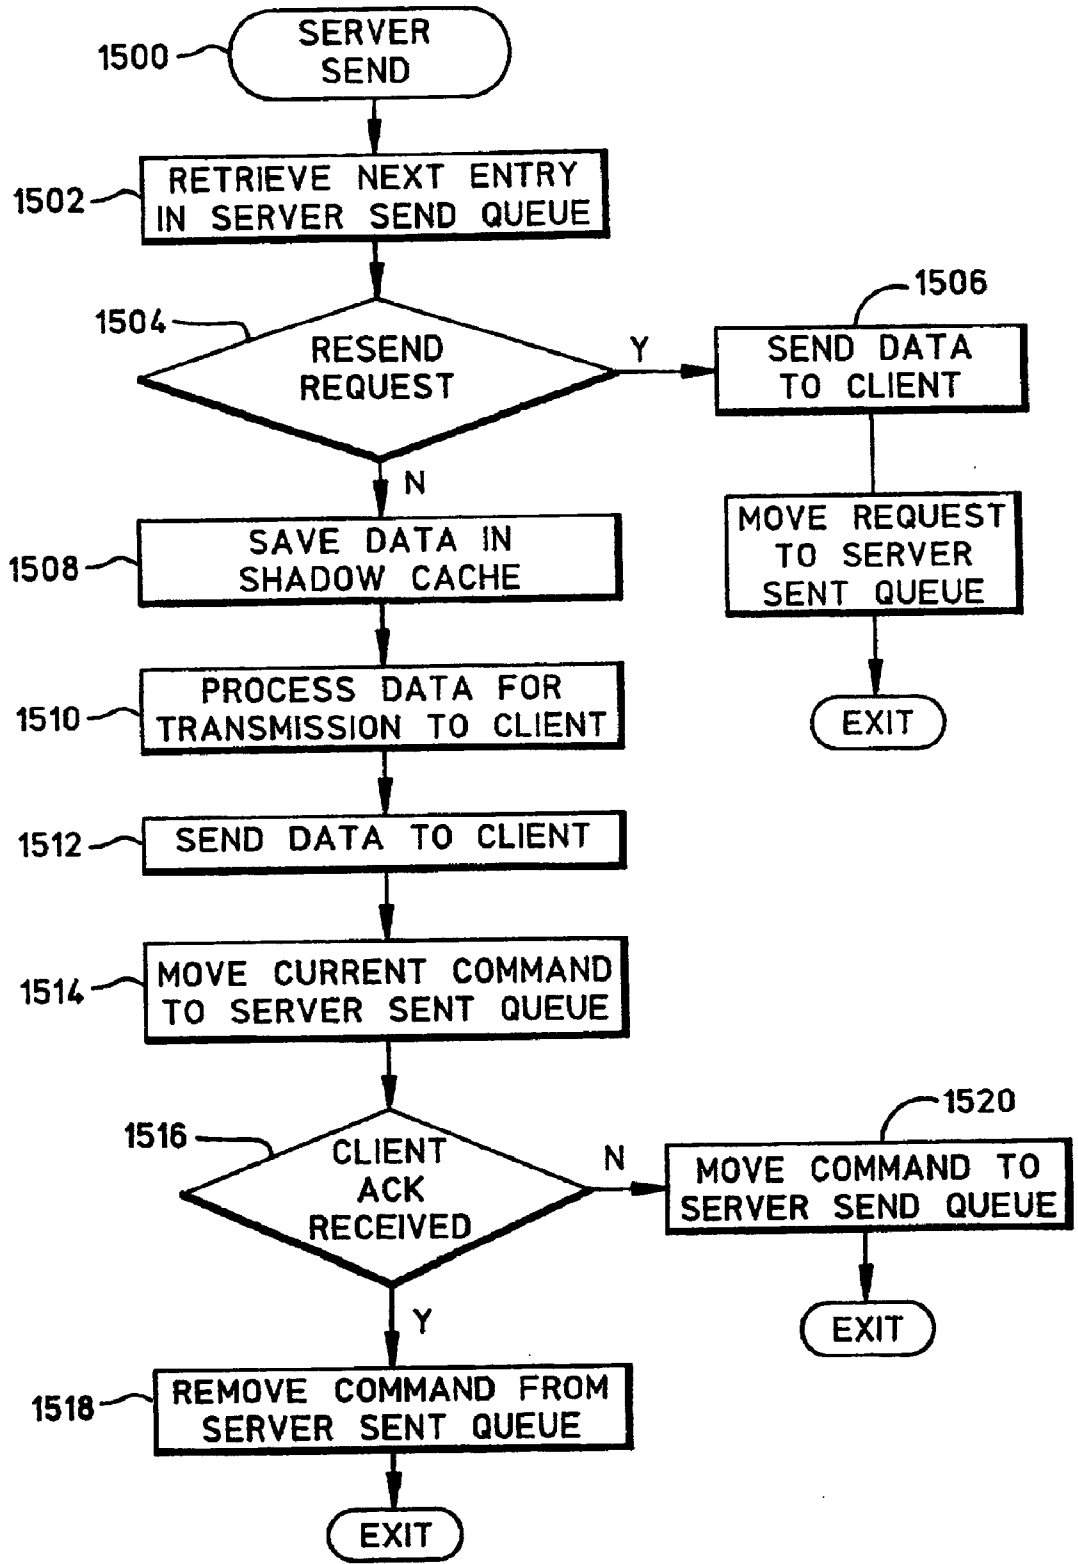 1500
SERVER
SEND
1502
RETRIEVE NEXT ENTRY
IN SERVER SEND QUEUE
1504
RESEND
REQUEST
Y
1506
SEND DATA
TO CLIENT
MOVE REQUEST
TO SERVER
SENT QUEUE
EXIT
N
1508
SAVE DATA IN
SHADOW CACHE
1510
PROCESS DATA FOR
TRANSMISSION TO CLIENT
1512
SEND DATA TO CLIENT
1514
MOVE CURRENT COMMAND
TO SERVER SENT QUEUE
1516
CLIENT
ACK
RECEIVED
N
1520
MOVE COMMAND TO
SERVER SEND QUEUE
EXIT
Y
1518
REMOVE COMMAND FROM
SERVER SENT QUEUE
EXIT